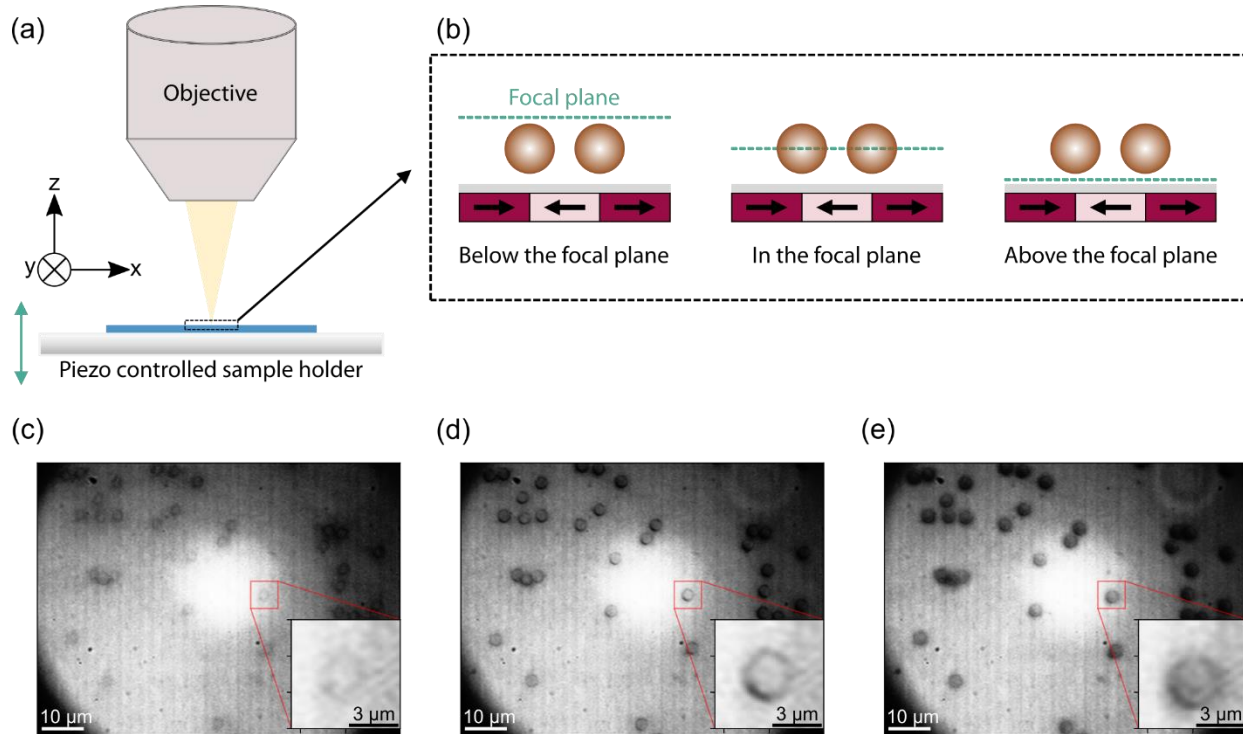 (a)
Objective
z
y
x
Piezo controlled sample holder
(b)
Focal plane
Below the focal plane
In the focal plane
Above the focal plane
(c)
10 μm
3 μm
(d)
10 μm
3 μm
(e)
10 μm
3 μm